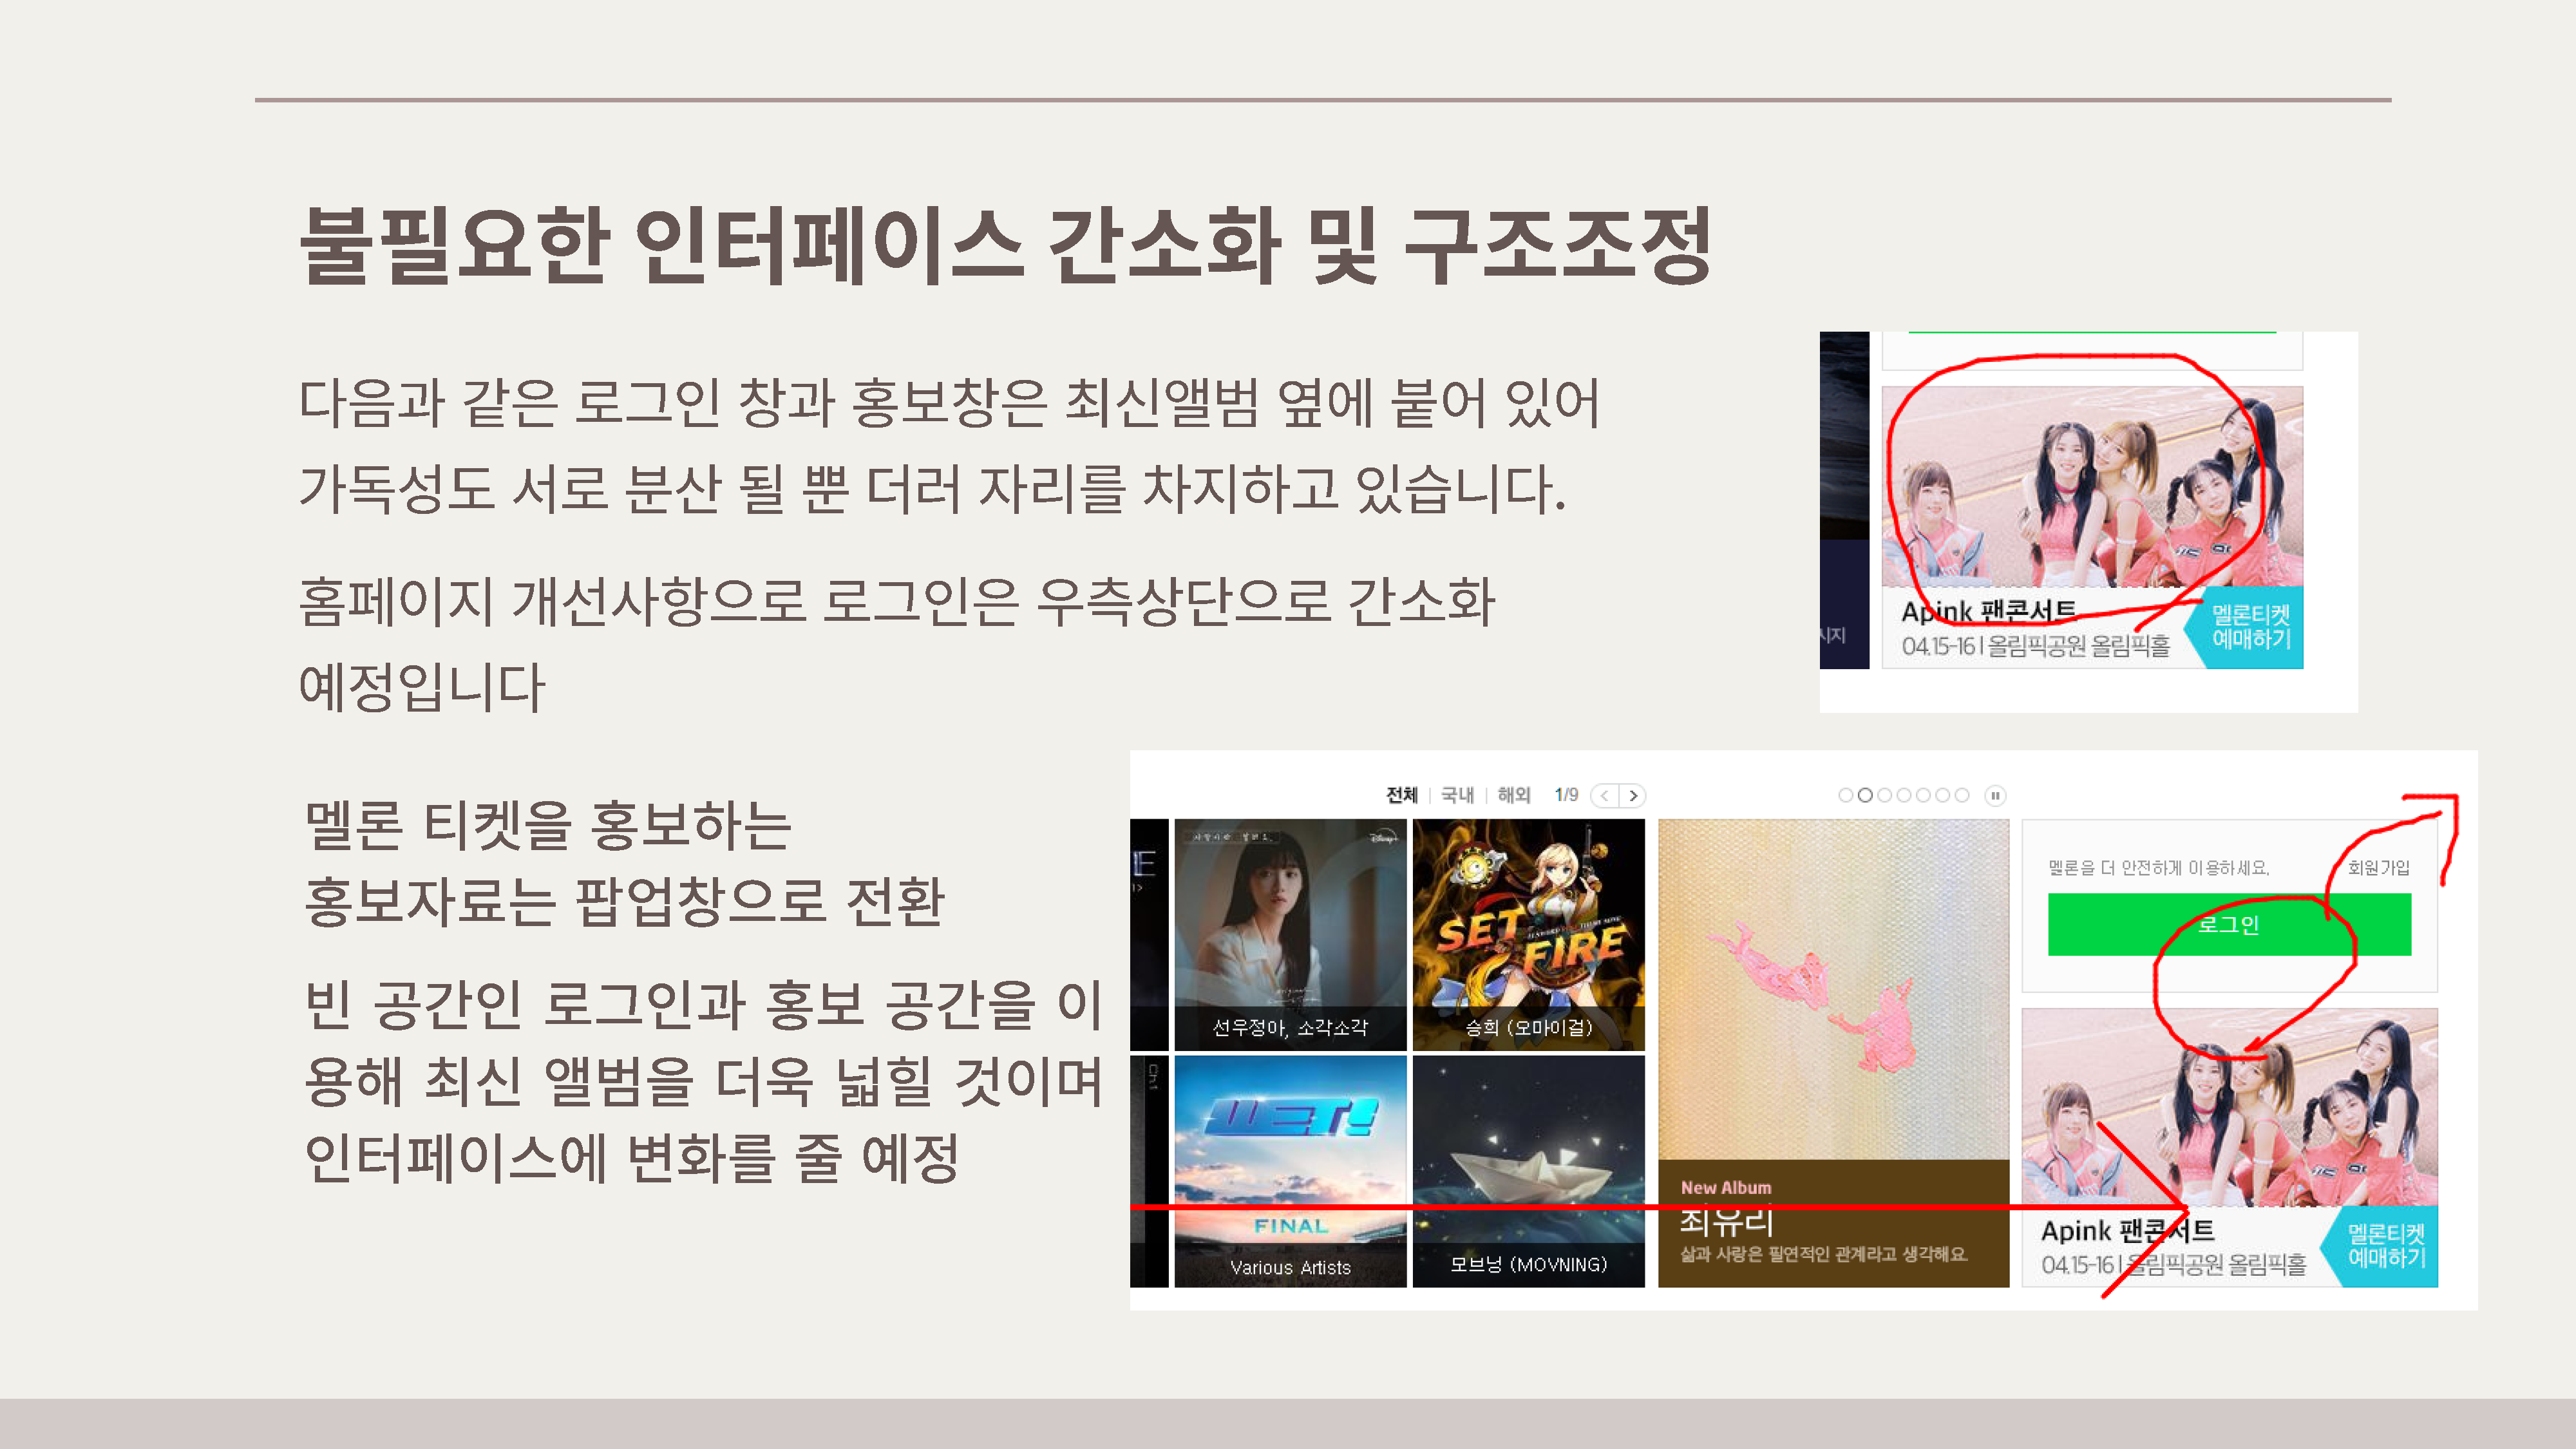 불필요한 인터페이스 간소화 및 구조조정
다음과 같은 로그인 창과 홍보창은 최신앨범 옆에 붙어 있어
가독성도 서로 분산 될 뿐 더러 자리를 차지하고 있습니다.
홈페이지 개선사항으로 로그인은 우측상단으로 간소화
예정입니다
시지
Apink 팬콘서트
04.15-16 | 올림픽공원 올림픽홀
멜론티켓
예매하기
멜론 티켓을 홍보하는
홍보자료는 팝업창으로 전환
빈 공간인 로그인과 홍보 공간을 이
용해 최신 앨범을 더욱 넓힐 것이며
인터페이스에 변화를 줄 예정
전체 | 국내 | 해외 1/9
Disney+
SET
FIRE
선우정아, 소각소각
승희 (오마이걸)
Ch1
FINAL
Various Artists
모브닝 (MOVNING)
New Album
최유리
삶과 사랑은 필연적인 관계라고 생각해요.
멜론을 더 안전하게 이용하세요. 회원가입
로그인
Apink 팬콘서트
04.15-16 | 올림픽공원 올림픽홀
멜론티켓
예매하기